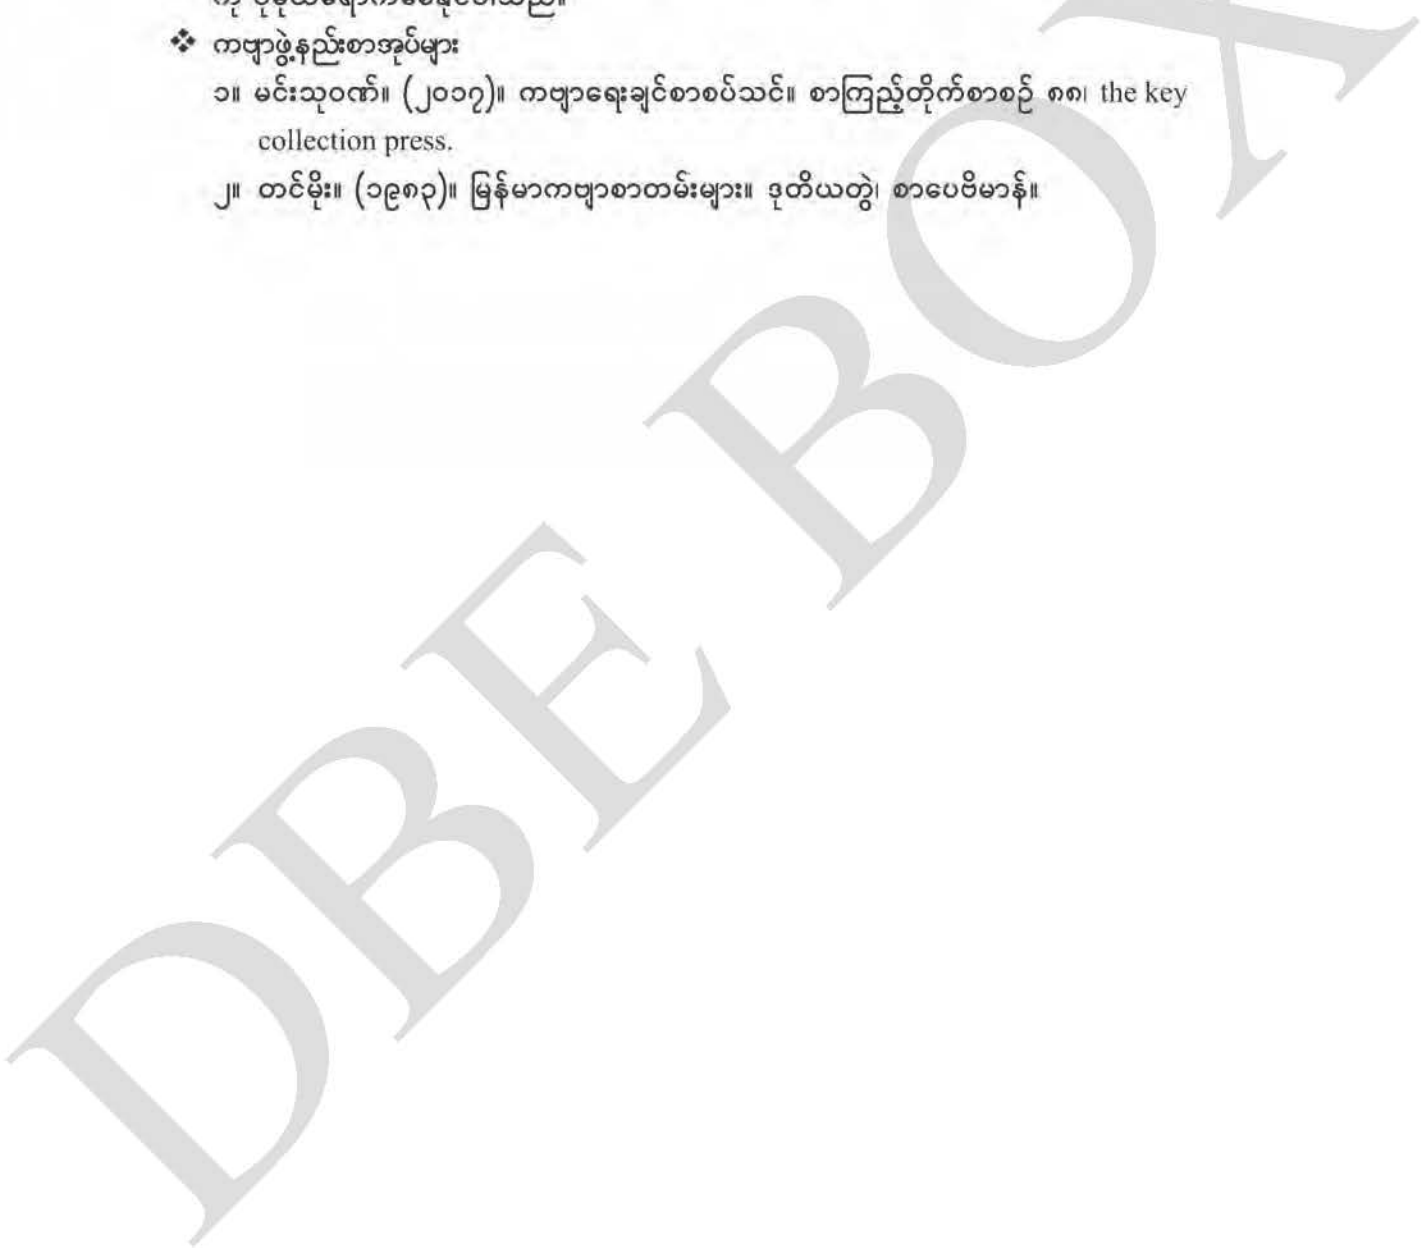 ❖ ကဗျာဖွဲ့နည်းစာအုပ်များ
၁။ မင်းသုဝဏ်။ (၂၀၁၇)။ ကဗျာရေးချင်စာစပ်သင်။ စာကြည့်တိုက်စာစဉ် ၈၈၊ the key
collection press.
၂။ တင်မိုး။ (၁၉၈၃)။ မြန်မာကဗျာစာတမ်းများ။ ဒုတိယတွဲ၊ စာပေဗိမာန်။
DBE BOX